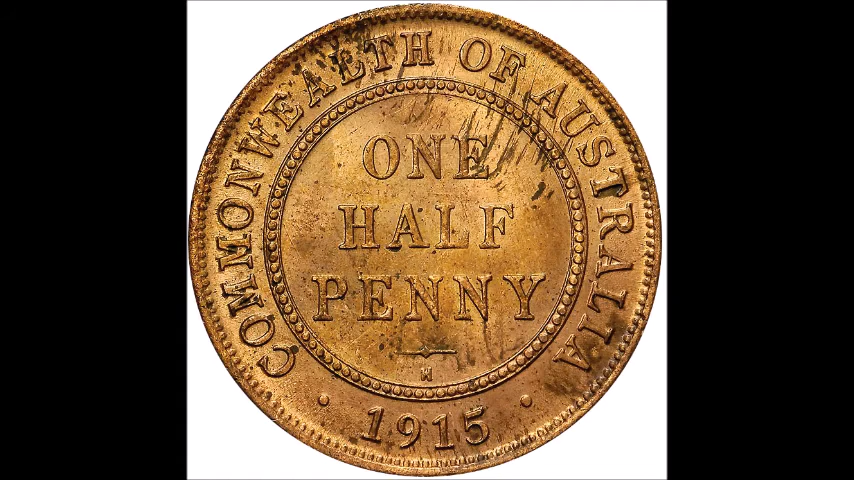 COMMONWEALTH OF AUSTRALIA
ONE
HALF
PENNY
H
1915